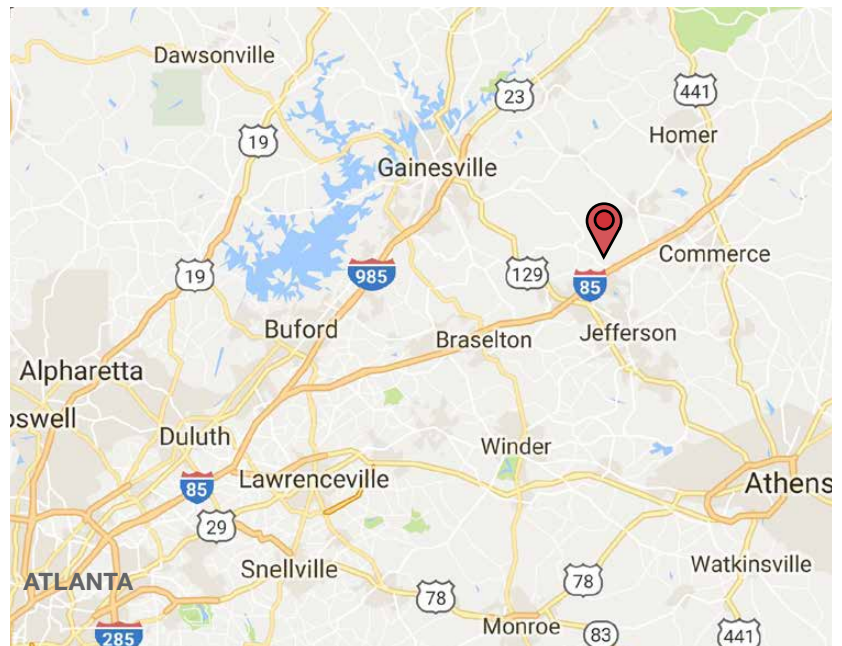 Dawsonville
441
23
Homer
19
Gainesville
Commerce
19
985
129
85
Buford
Jefferson
Braselton
Alpharetta
oswell
Duluth
Winder
Lawrenceville
85
Athens
29
Watkinsville
Snellville
ATLANTA
78
78
Monroe
83
441
285